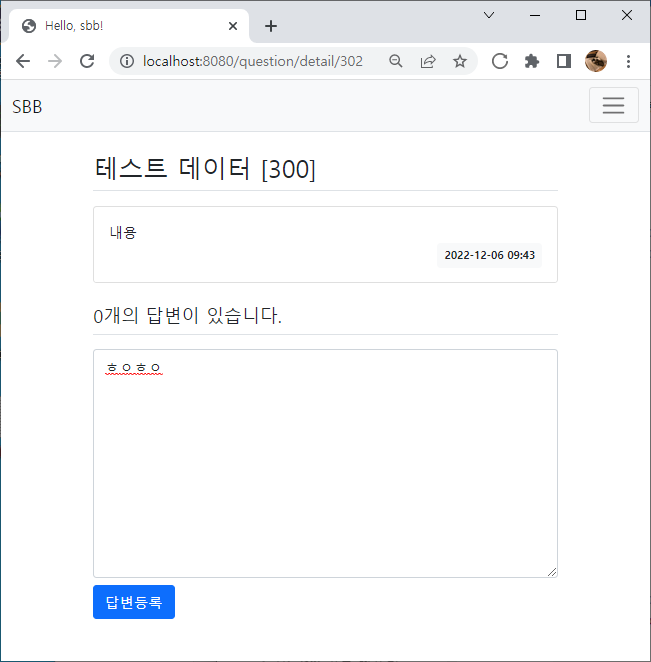 Hello, sbb!
localhost:8080/question/detail/302
SBB
테스트 데이터 [300]
내용
2022-12-06 09:43
0개의 답변이 있습니다.
ㅎㅇㅎㅇ
답변등록